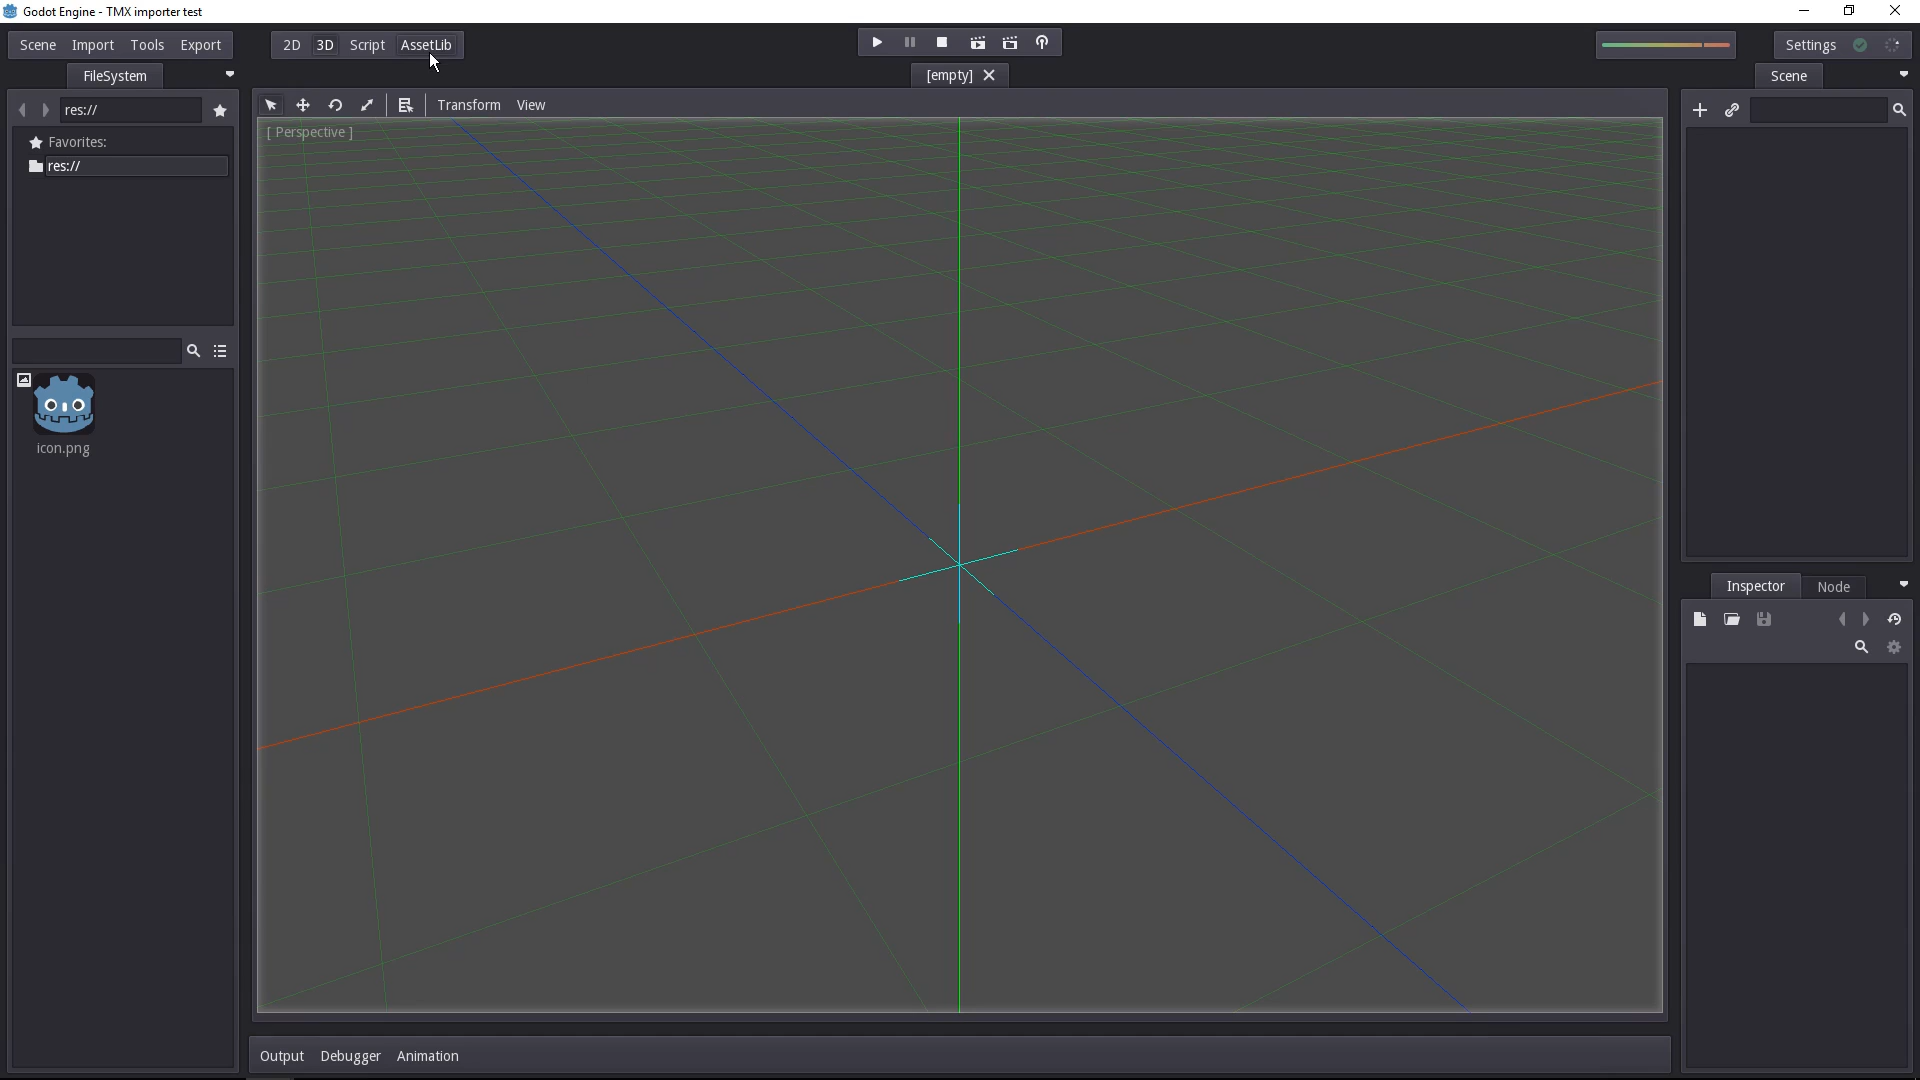 Godot Engine - TMX importer test
Scene Import Tools Export
2D 3D Script AssetLib
Settings
FileSystem
[empty]
Scene
res://
Transform View
[ Perspective ]
Favorites:
res://
icon.png
Inspector Node
Output Debugger Animation